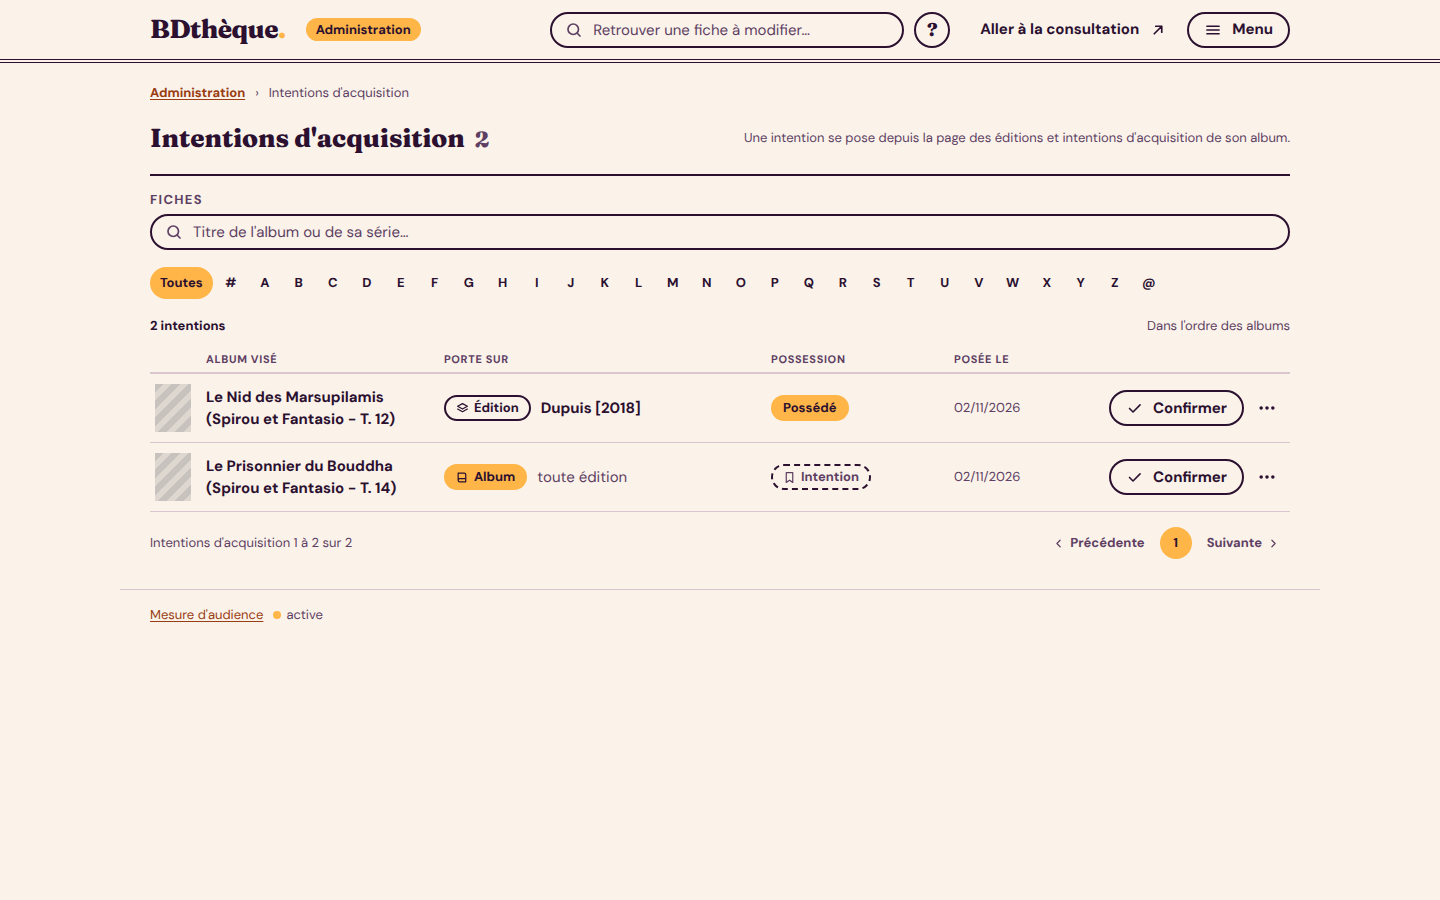 BDthèque. Administration Retrouver une fiche à modifier... ? Aller à la consultation Menu
Administration › Intentions d'acquisition
Intentions d'acquisition 2 Une intention se pose depuis la page des éditions et intentions d'acquisition de son album.
FICHES
Titre de l'album ou de sa série...
Toutes # A B C D E F G H I J K L M N O P Q R S T U V W X Y Z @
2 intentions Dans l'ordre des albums
ALBUM VISÉ PORTE SUR POSSESSION POSÉE LE
Le Nid des Marsupilamis
(Spirou et Fantasio - T. 12) Édition Dupuis [2018] Possédé 02/11/2026 Confirmer
Le Prisonnier du Bouddha
(Spirou et Fantasio - T. 14) Album toute édition Intention 02/11/2026 Confirmer
Intentions d'acquisition 1 à 2 sur 2 Précédente 1 Suivante
Mesure d'audience active